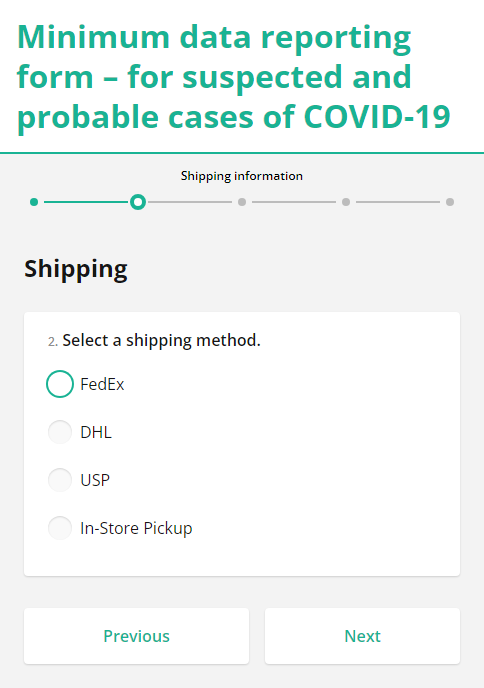 Minimum data reporting
form – for suspected and
probable cases of COVID-19
Shipping information
Shipping
2. Select a shipping method.
FedEx
DHL
USP
In-Store Pickup
Previous
Next